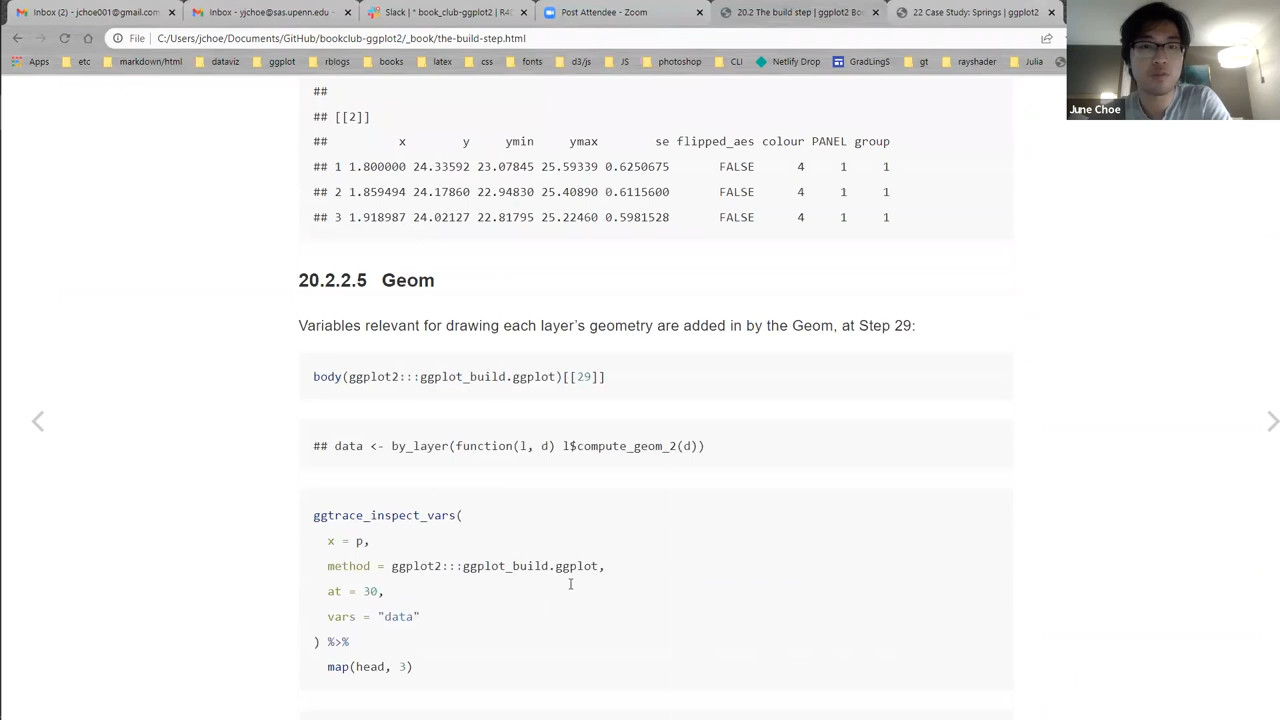 Inbox (2) - jchoe001@gmail.com
Inbox - yjchoe@sas.upenn.edu -
Slack | * book_club-ggplot2 | R4D
Post Attendee - Zoom
20.2 The build step | ggplot2 Boo
22 Case Study: Springs | ggplot2
File C:/Users/jchoe/Documents/GitHub/bookclub-ggplot2/_book/the-build-step.html
Apps etc markdown/html dataviz ggplot rblogs books latex css fonts d3/js JS photoshop CLI Netlify Drop GradLingS gt rayshader Julia
June Choe
##
## [[2]]
## x y ymin ymax se flipped_aes colour PANEL group
## 1 1.800000 24.33592 23.07845 25.59339 0.6250675 FALSE 4 1 1
## 2 1.859494 24.17860 22.94830 25.40890 0.6115600 FALSE 4 1 1
## 3 1.918987 24.02127 22.81795 25.22460 0.5981528 FALSE 4 1 1
20.2.2.5 Geom
Variables relevant for drawing each layer’s geometry are added in by the Geom, at Step 29:
body(ggplot2:::ggplot_build.ggplot)[[29]]
## data <- by_layer(function(l, d) l$compute_geom_2(d))
ggtrace_inspect_vars(
x = p,
method = ggplot2:::ggplot_build.ggplot,
at = 30,
vars = "data"
) %>%
map(head, 3)